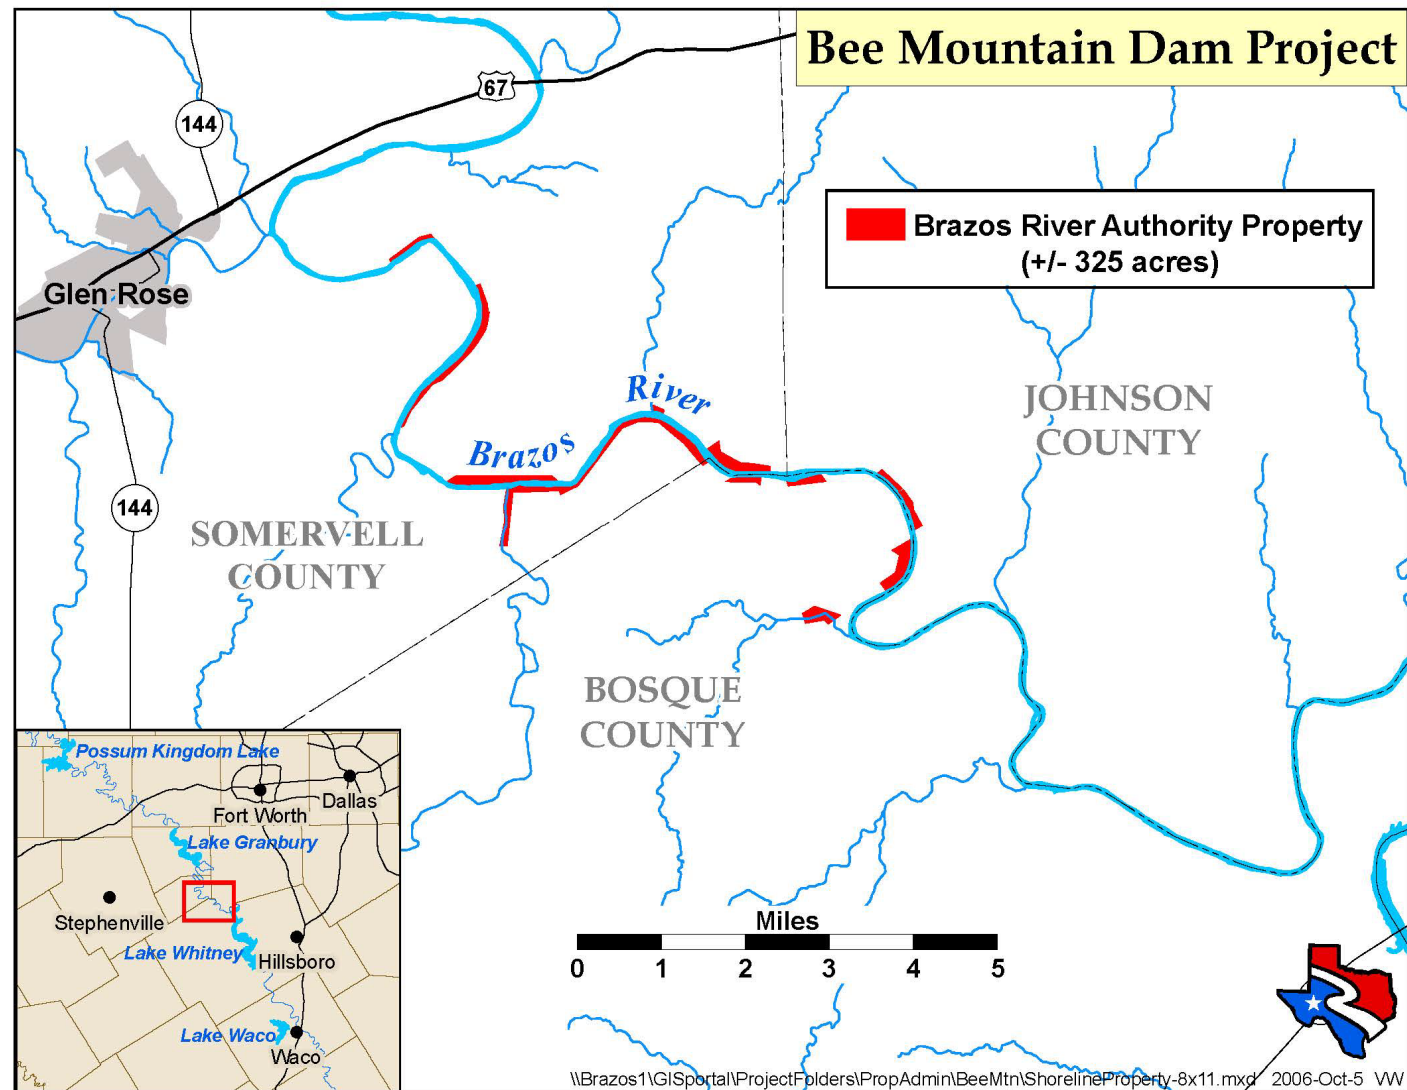 Bee Mountain Dam Project
67
144
Brazos River Authority Property
(+/- 325 acres)
Glen Rose
River
JOHNSON
COUNTY
Brazos
144
SOMERVELL
COUNTY
BOSQUE
COUNTY
Possum Kingdom Lake
Dallas
Fort Worth
Lake Granbury
Stephenville
Lake Whitney
Hillsboro
Lake Waco
Waco
Miles
0 1 2 3 4 5
\\Brazos1\GISportal\ProjectFolders\PropAdmin\BeeMtn\ShorelineProperty-8x11.mxd 2006-Oct-5 VW